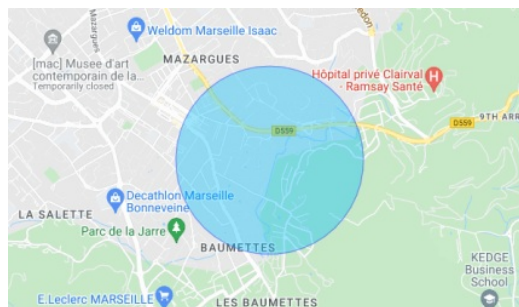 Mazargues
edon
Weldom Marseille Isaac
MAZARGUES
[mac] Musee d'art
contemporain de la...
Temporarily closed
Hôpital privé Clairval
- Ramsay Santé
H
D559
D559
9TH ARR
Decathlon Marseille
Bonneveine
LA SALETTE
Parc de la Jarre
BAUMETTES
KEDGE
Business
School
E.Leclerc MARSEILLE
LES BAUMETTES